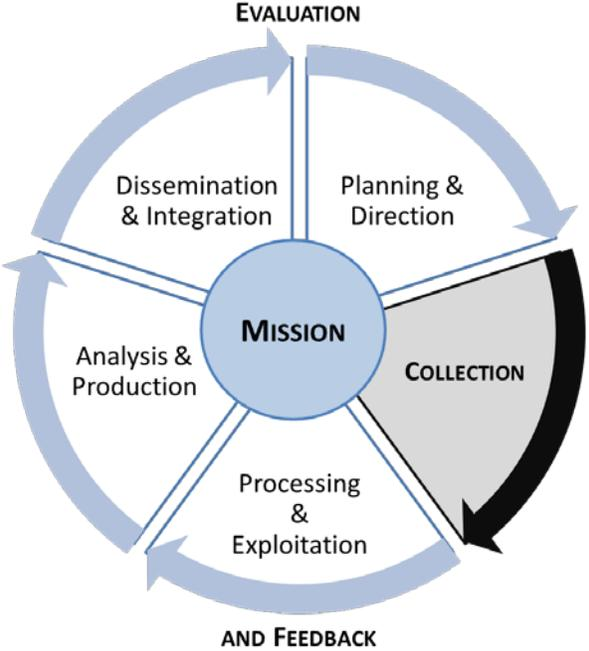 EVALUATION
Dissemination
& Integration
Planning &
Direction
MISSION
COLLECTION
Analysis &
Production
Processing
&
Exploitation
AND FEEDBACK